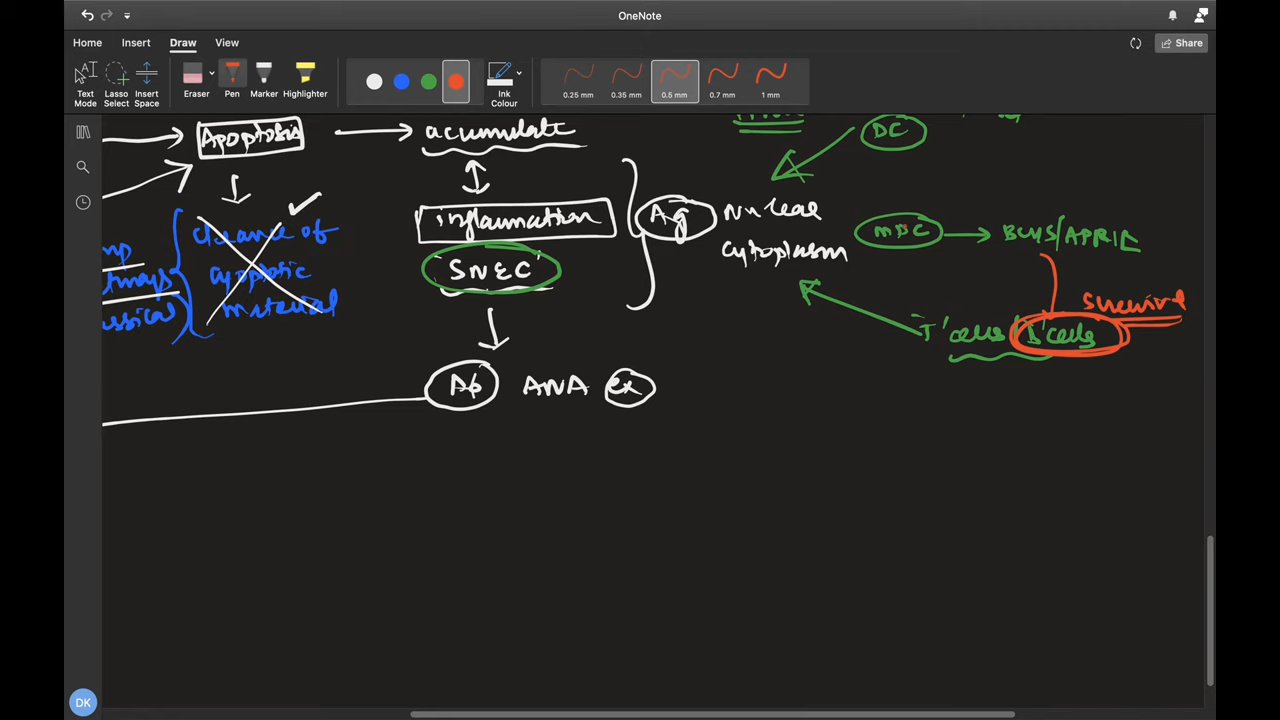 OneNote
Home Insert Draw View
Share
Text Mode
Lasso Select
Insert Space
Eraser
Pen
Marker
Highlighter
Ink Colour
0.25 mm
0.35 mm
0.5 mm
0.7 mm
1 mm
Apoptosis
acumulate
DC
inflammation
Ag
Nuclear
cytoplasm
clearance of
apoptotic
material
SNEC
mDC
BLYS/APRIL
survival
T'cells/B'cells
Ab ANA ex
DK